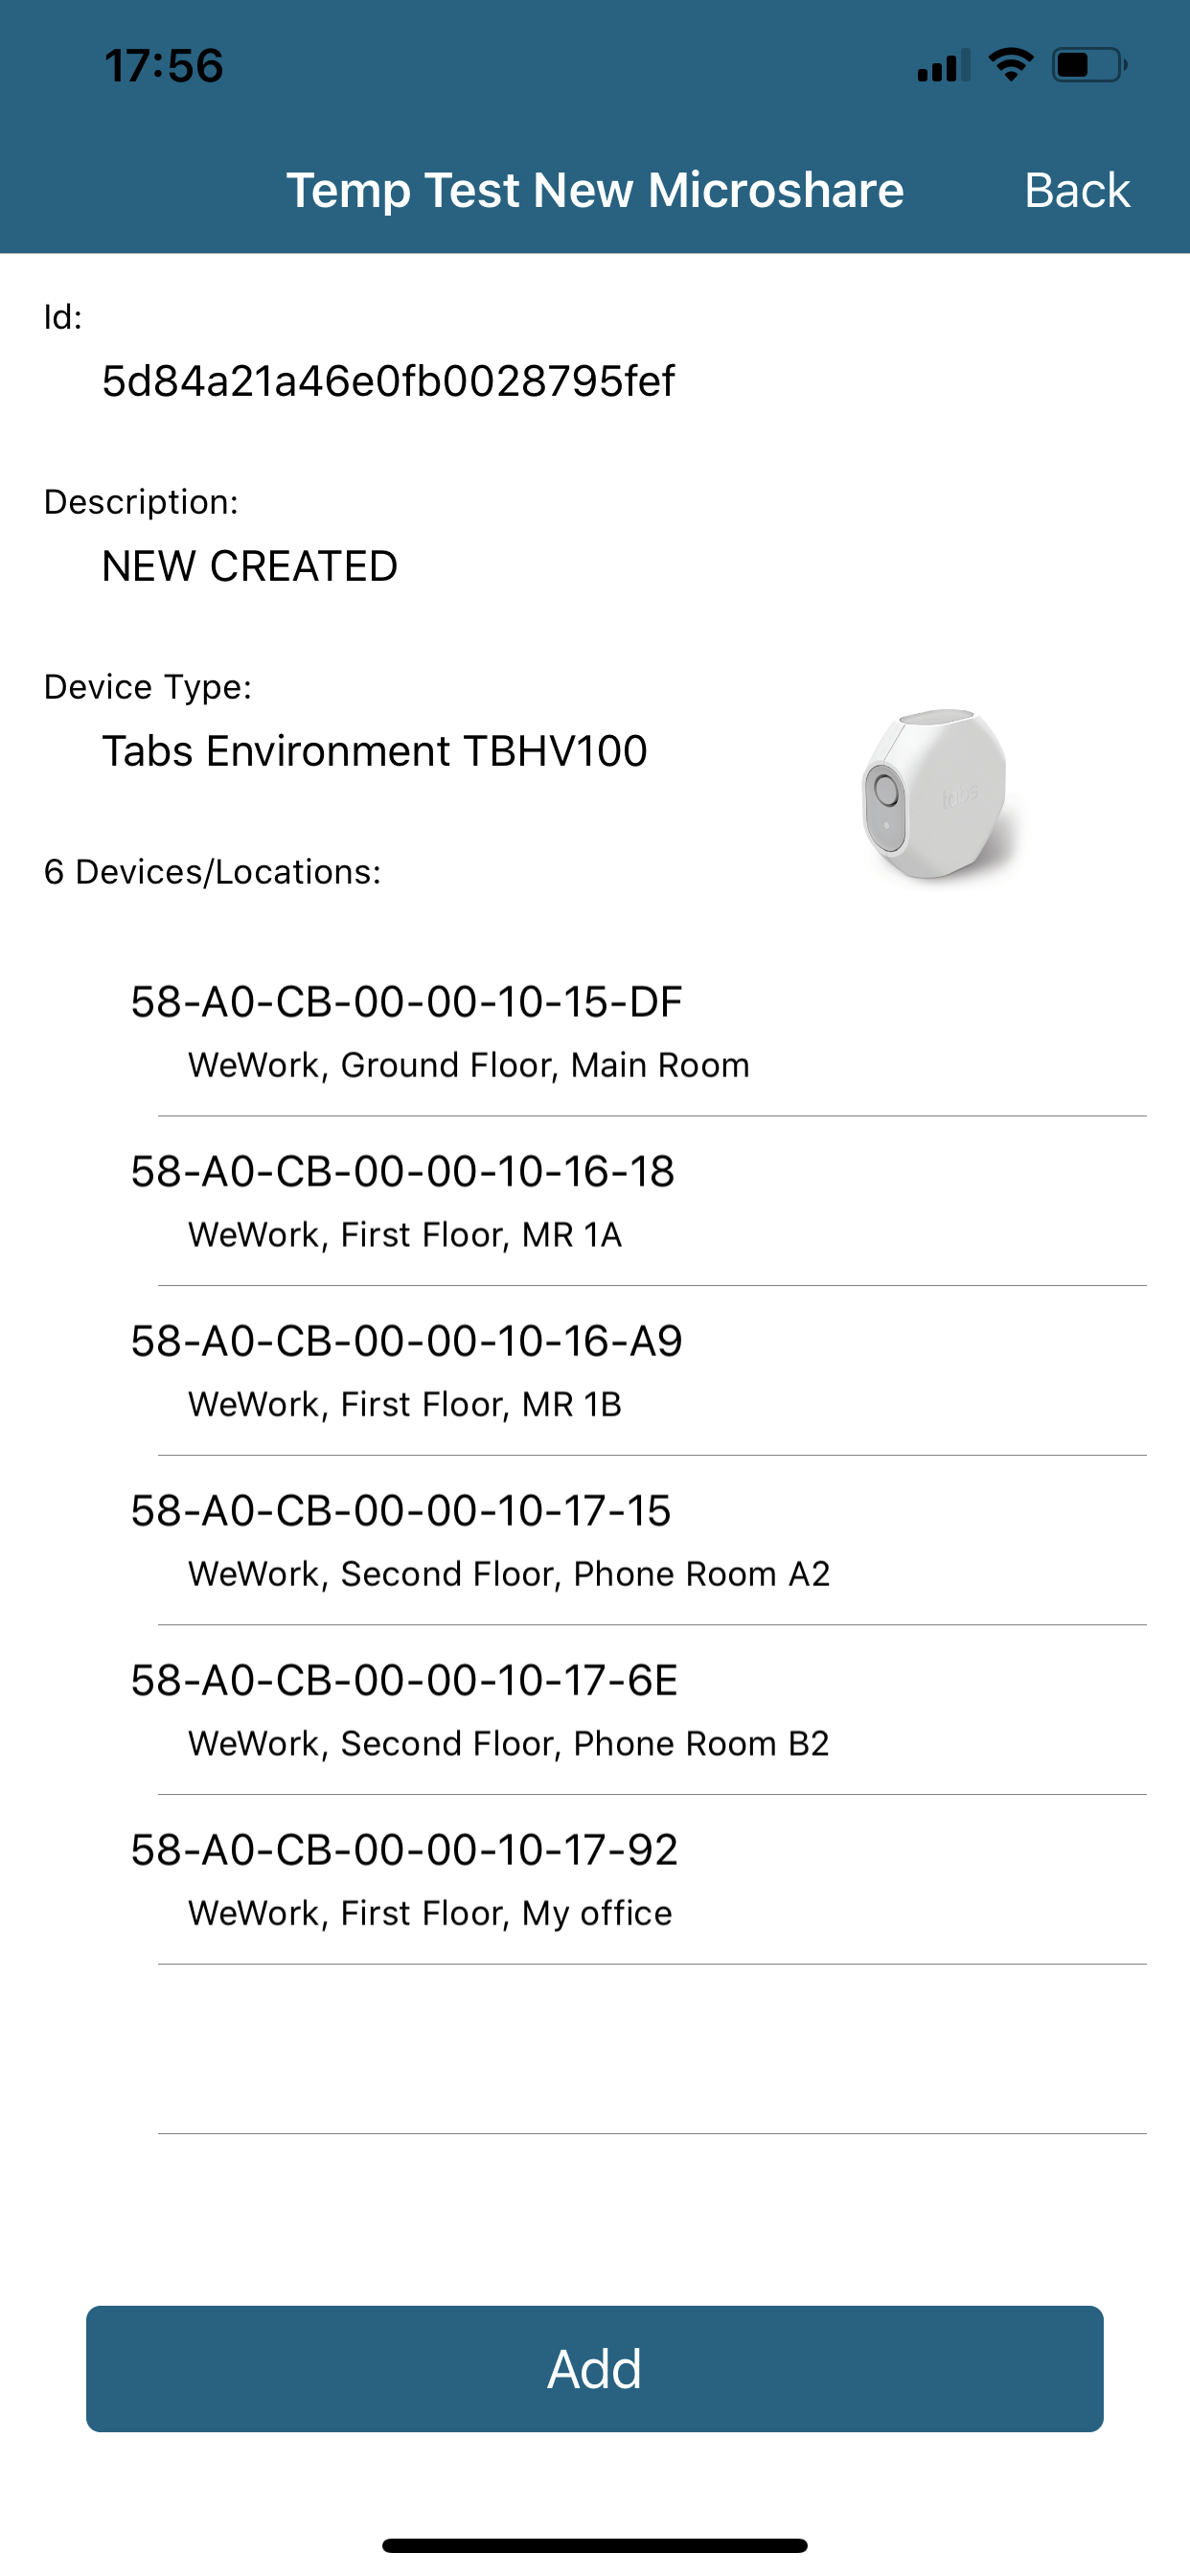 17:56
Temp Test New Microshare
Back
Id:
5d84a21a46e0fb0028795fef
Description:
NEW CREATED
Device Type:
Tabs Environment TBHV100
tabs
6 Devices/Locations:
58-A0-CB-00-00-10-15-DF
WeWork, Ground Floor, Main Room
58-A0-CB-00-00-10-16-18
WeWork, First Floor, MR 1A
58-A0-CB-00-00-10-16-A9
WeWork, First Floor, MR 1B
58-A0-CB-00-00-10-17-15
WeWork, Second Floor, Phone Room A2
58-A0-CB-00-00-10-17-6E
WeWork, Second Floor, Phone Room B2
58-A0-CB-00-00-10-17-92
WeWork, First Floor, My office
Add